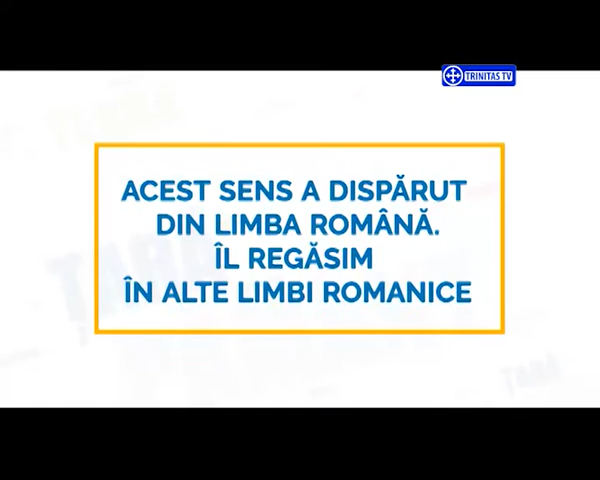 TRINITAS TV
ACEST SENS A DISPĂRUT
DIN LIMBA ROMÂNĂ.
ÎL REGĂSIM
ÎN ALTE LIMBI ROMANICE